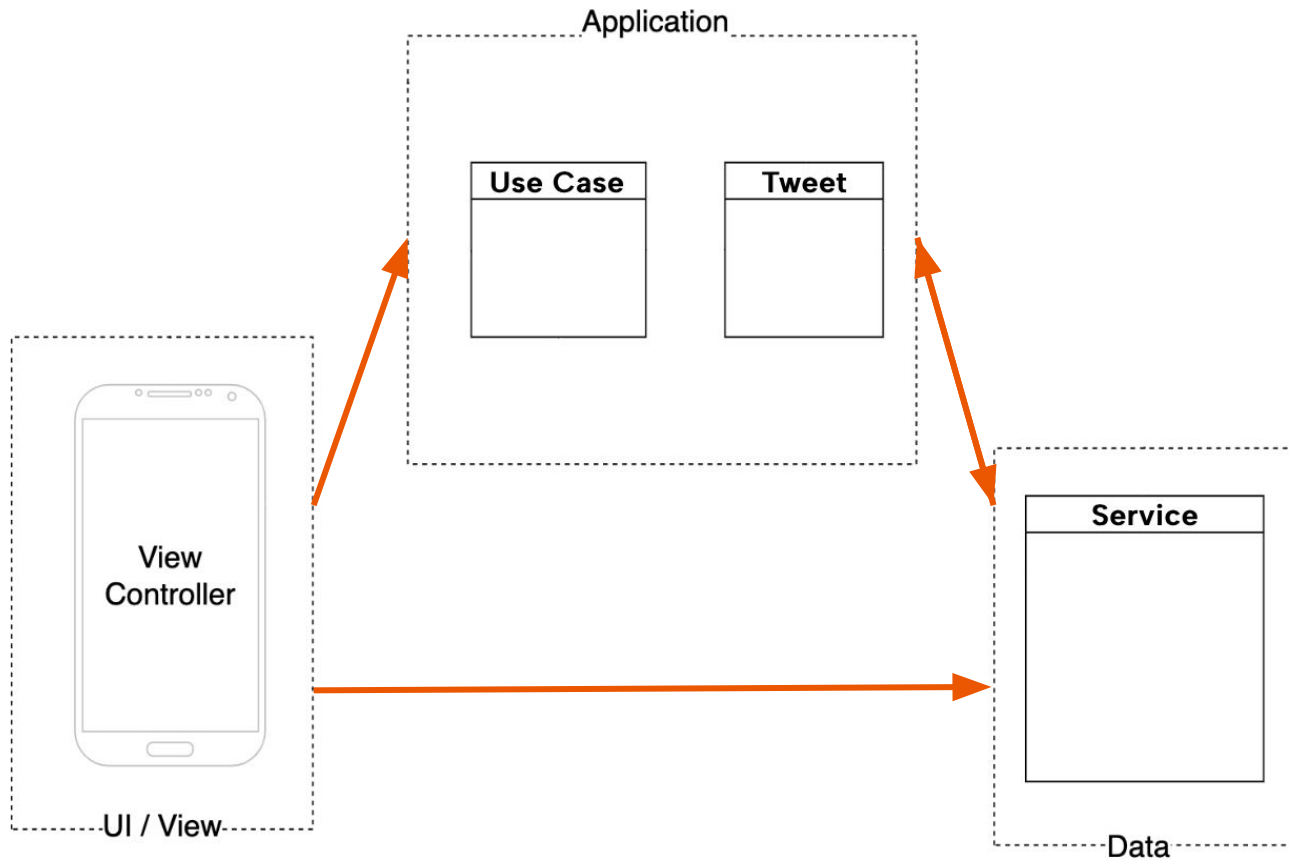 Application
Use Case
Tweet
View
Controller
Service
UI / View
Data